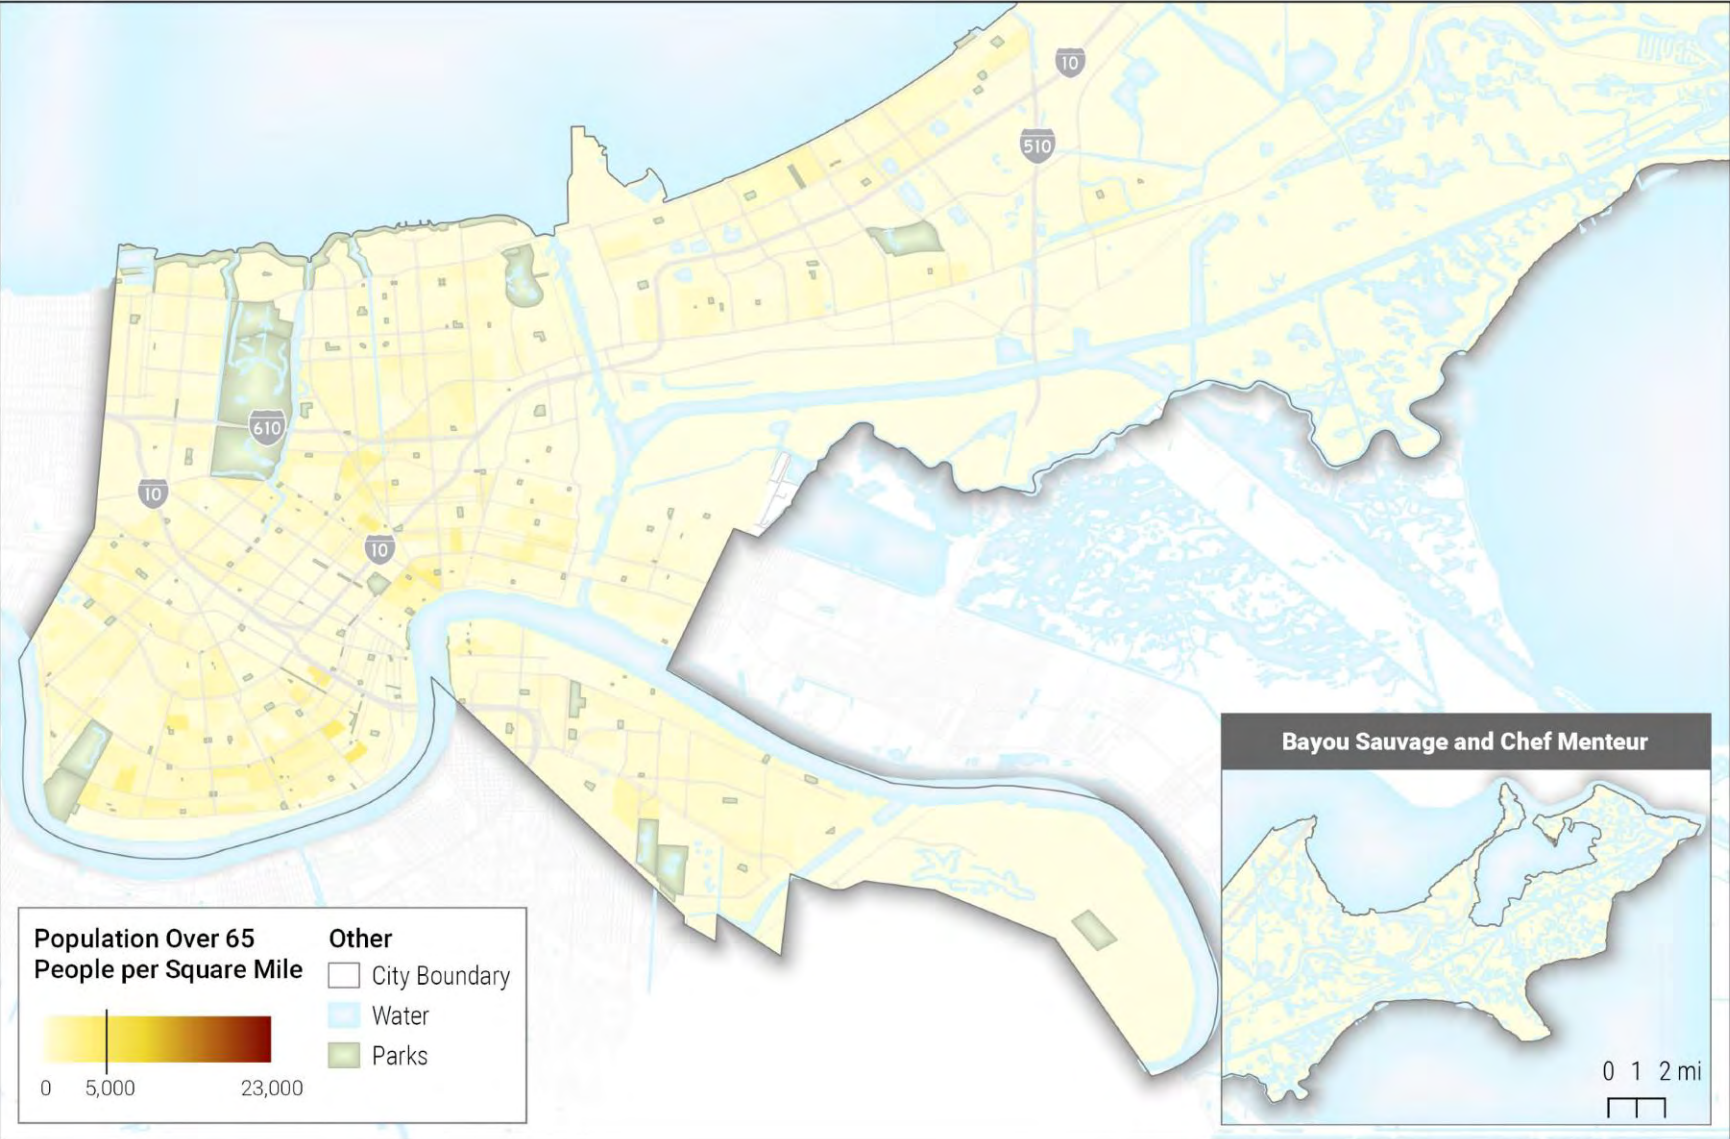 10
510
610
10
10
Bayou Sauvage and Chef Menteur
Population Over 65
People per Square Mile
0 5,000 23,000
Other
City Boundary
Water
Parks
0 1 2 mi